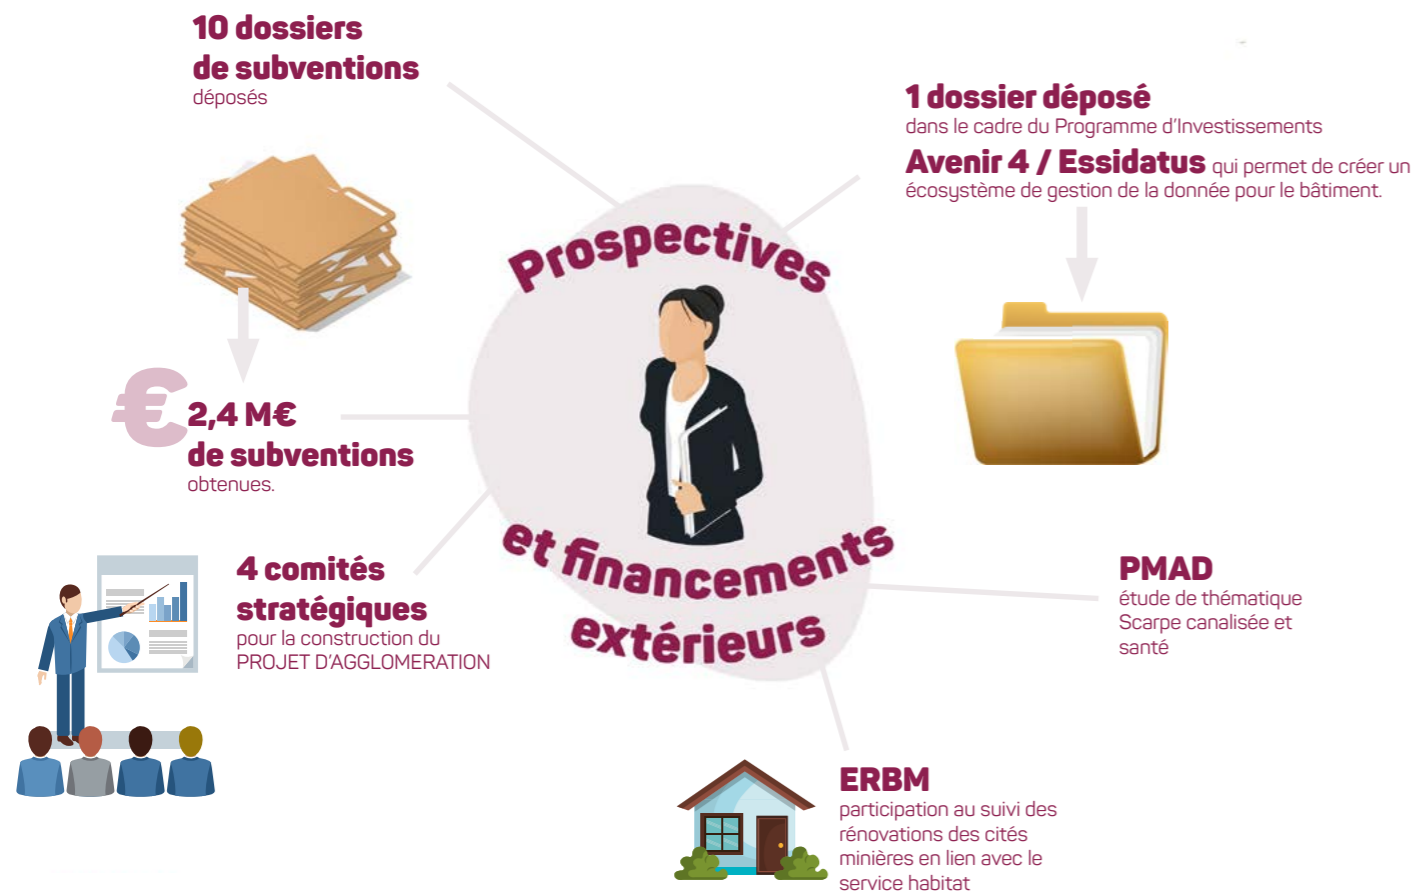 10 dossiers
de subventions
déposés
1 dossier déposé
dans le cadre du Programme d'Investissements
Avenir 4 / Essidatus qui permet de créer un
écosystème de gestion de la donnée pour le bâtiment.
Prospectives
et financements
extérieurs
€
2,4 M€
de subventions
obtenues.
4 comités
stratégiques
pour la construction du
PROJET D'AGGLOMERATION
PMAD
étude de thématique
Scarpe canalisée et
santé
ERBM
participation au suivi des
rénovations des cités
minières en lien avec le
service habitat